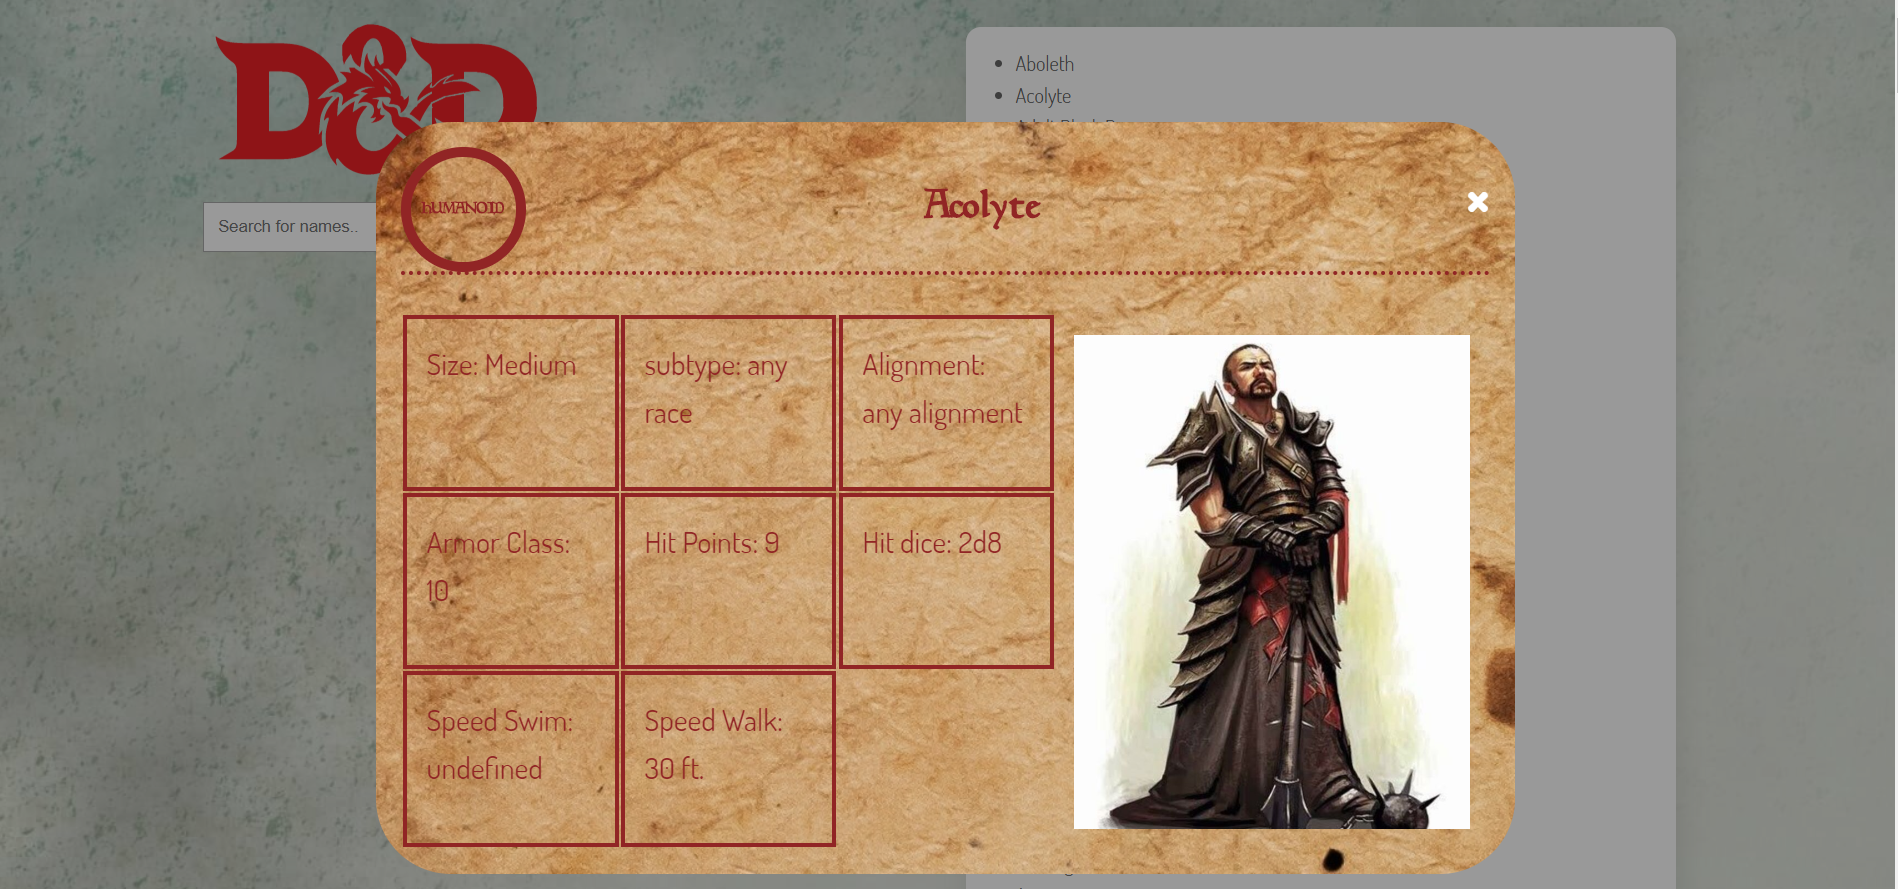 D&D
Aboleth
Acolyte
Search for names..
HUMANOID
Acolyte
Size: Medium
subtype: any
race
Alignment:
any alignment
Armor Class:
10
Hit Points: 9
Hit dice: 2d8
Speed Swim:
undefined
Speed Walk:
30 ft.